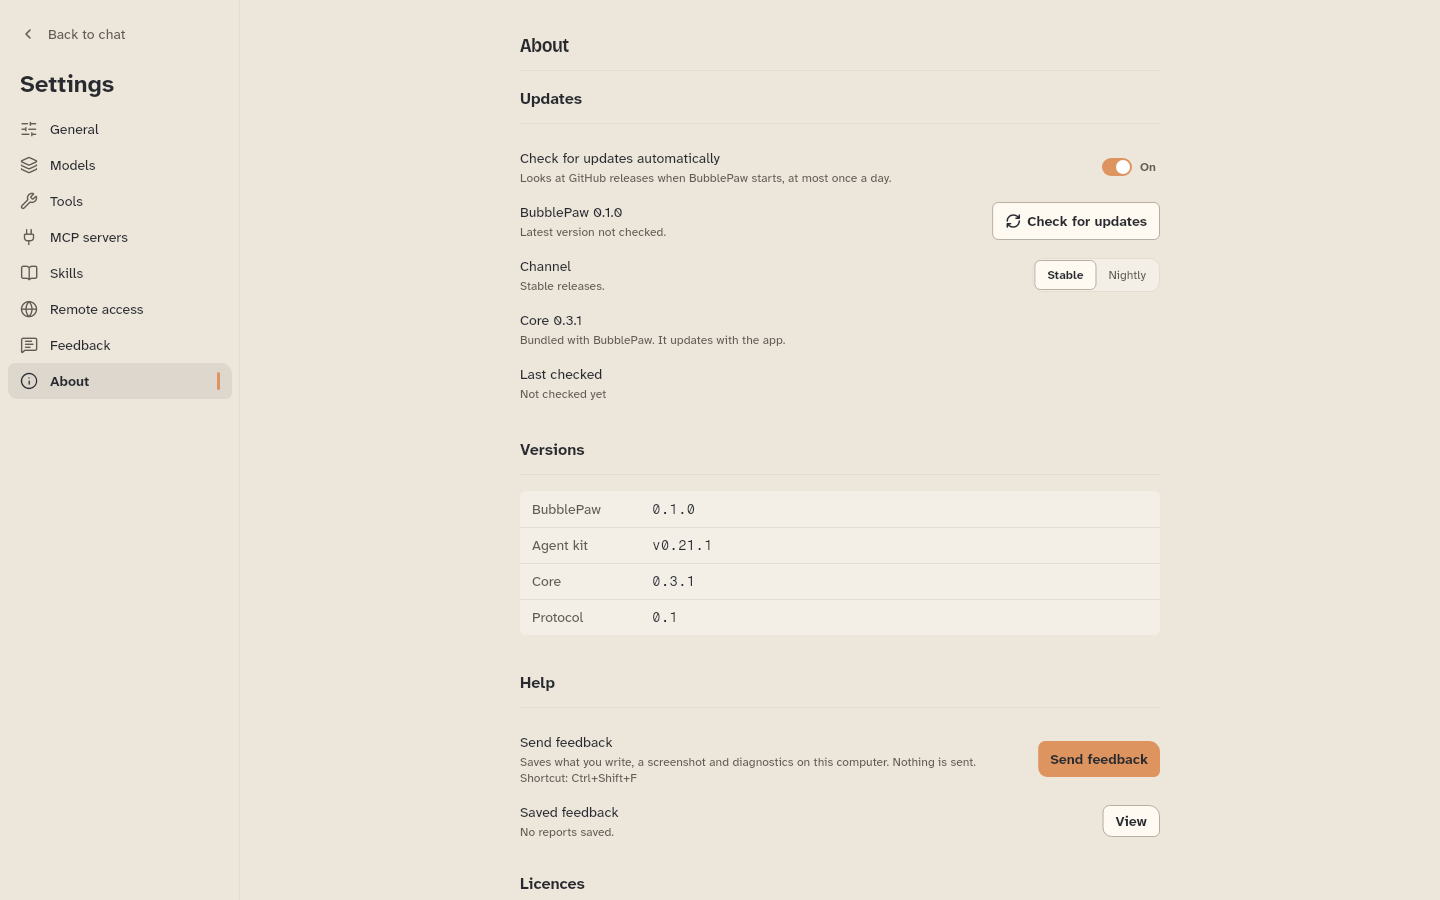 Back to chat
Settings
General
Models
Tools
MCP servers
Skills
Remote access
Feedback
About
About
Updates
Check for updates automatically
Looks at GitHub releases when BubblePaw starts, at most once a day.
On
BubblePaw 0.1.0
Latest version not checked.
Check for updates
Channel
Stable releases.
Stable Nightly
Core 0.3.1
Bundled with BubblePaw. It updates with the app.
Last checked
Not checked yet
Versions
BubblePaw 0.1.0
Agent kit v0.21.1
Core 0.3.1
Protocol 0.1
Help
Send feedback
Saves what you write, a screenshot and diagnostics on this computer. Nothing is sent.
Shortcut: Ctrl+Shift+F
Send feedback
Saved feedback
No reports saved.
View
Licences